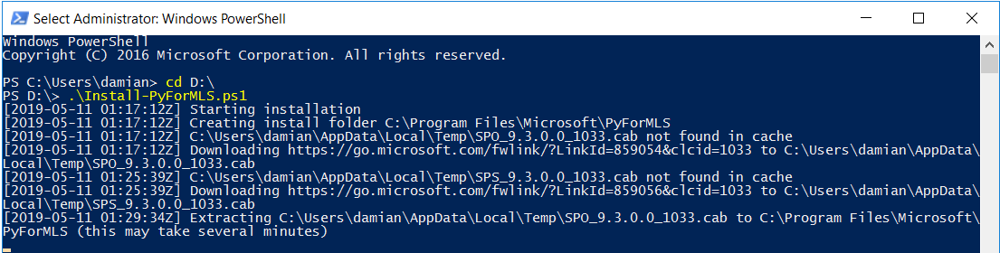 Select Administrator: Windows PowerShell
Windows PowerShell
Copyright (C) 2016 Microsoft Corporation. All rights reserved.
PS C:\Users\damian> cd D:\
PS D:\> .\Install-PyForMLS.ps1
[2019-05-11 01:17:12Z] Starting installation
[2019-05-11 01:17:12Z] Creating install folder C:\Program Files\Microsoft\PyForMLS
[2019-05-11 01:17:12Z] C:\Users\damian\AppData\Local\Temp\SPO_9.3.0.0_1033.cab not found in cache
[2019-05-11 01:17:12Z] Downloading https://go.microsoft.com/fwlink/?LinkId=859054&clcid=1033 to C:\Users\damian\AppData\
Local\Temp\SPO_9.3.0.0_1033.cab
[2019-05-11 01:25:39Z] C:\Users\damian\AppData\Local\Temp\SPS_9.3.0.0_1033.cab not found in cache
[2019-05-11 01:25:39Z] Downloading https://go.microsoft.com/fwlink/?LinkId=859056&clcid=1033 to C:\Users\damian\AppData\
Local\Temp\SPS_9.3.0.0_1033.cab
[2019-05-11 01:29:34Z] Extracting C:\Users\damian\AppData\Local\Temp\SPO_9.3.0.0_1033.cab to C:\Program Files\Microsoft\
PyForMLS (this may take several minutes)